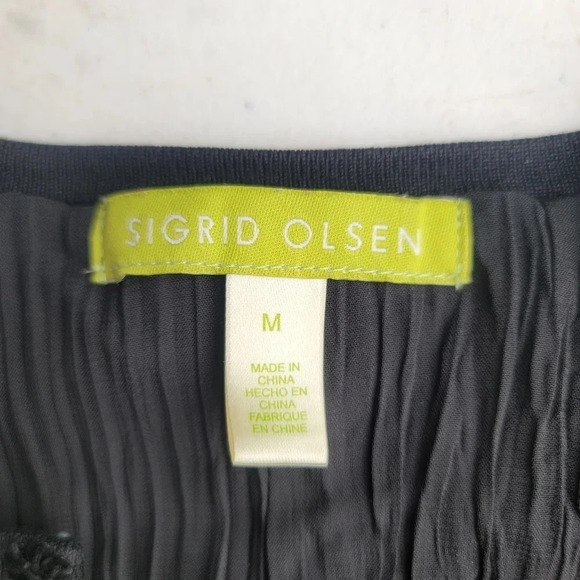 SIGRID OLSEN
M
MADE IN
CHINA
HECHO EN
CHINA
FABRIQUE
EN CHINE